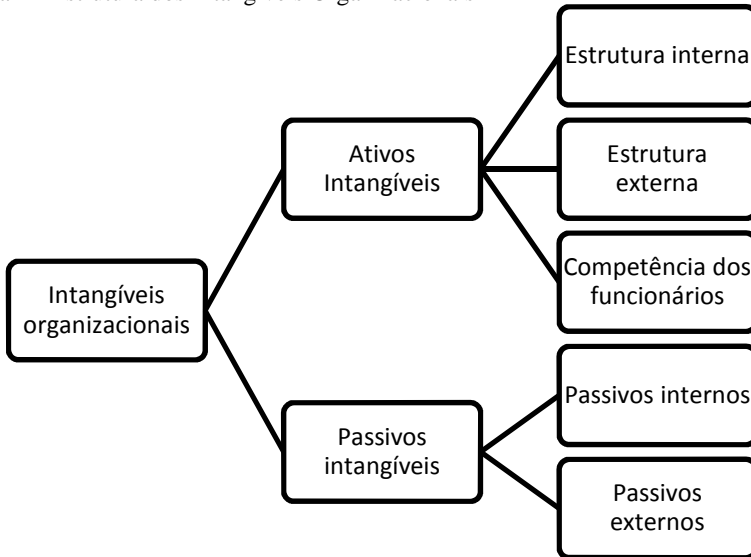 Estrutura interna
Ativos
Intangíveis
Estrutura
externa
Competência dos
funcionários
Intangíveis
organizacionais
Passivos internos
Passivos
intangíveis
Passivos
externos